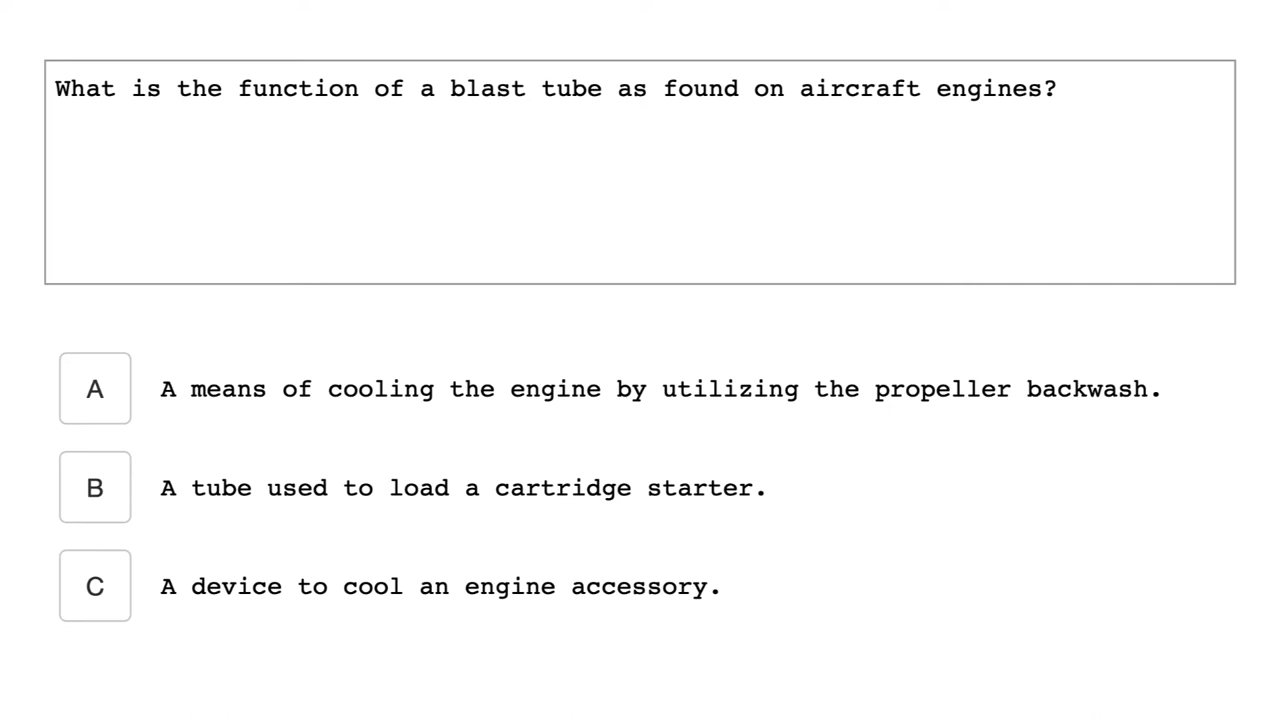 What is the function of a blast tube as found on aircraft engines?
A A means of cooling the engine by utilizing the propeller backwash.
B A tube used to load a cartridge starter.
C A device to cool an engine accessory.